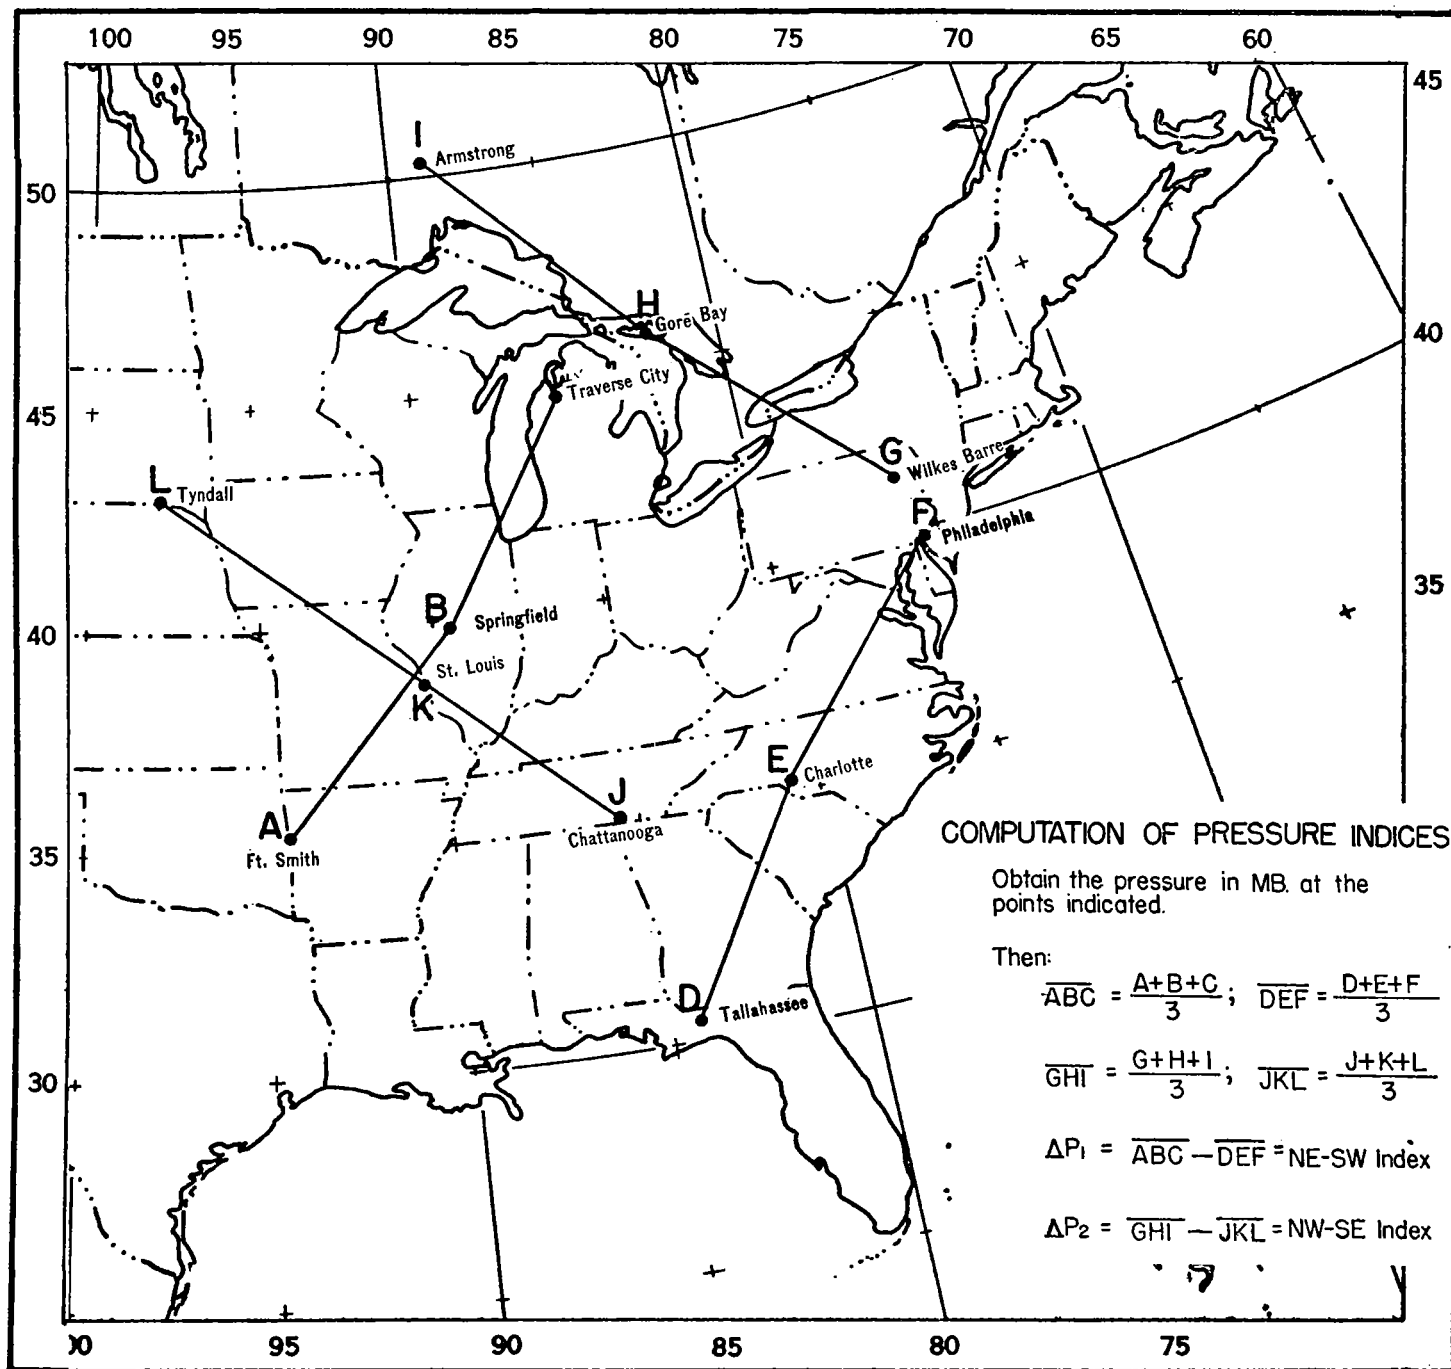 100 95 90 85 80 75 70 65 60
45
I
Armstrong
50
H
Gore Bay
40
Traverse City
45
G
Wilkes Barre
L
Tyndall
F
Philadelphia
35
B
Springfield
40
St. Louis
K
E
Charlotte
J
Chattanooga
A
Ft. Smith
35
D
Tallahassee
30
COMPUTATION OF PRESSURE INDICES
Obtain the pressure in MB. at the
points indicated.
Then:
ABC = A+B+C / 3 ; DEF = D+E+F / 3
GHI = G+H+I / 3 ; JKL = J+K+L / 3
ΔP1 = ABC — DEF = NE-SW Index
ΔP2 = GHI — JKL = NW-SE Index
95 90 85 80 75